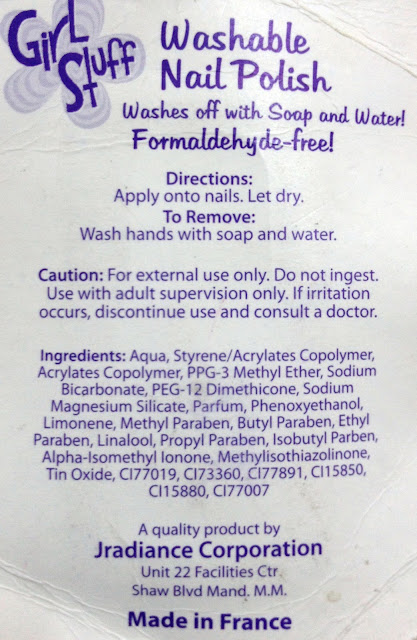 Girl Stuff
Washable
Nail Polish
Washes off with Soap and Water!
Formaldehyde-free!
Directions:
Apply onto nails. Let dry.
To Remove:
Wash hands with soap and water.
Caution: For external use only. Do not ingest.
Use with adult supervision only. If irritation
occurs, discontinue use and consult a doctor.
Ingredients: Aqua, Styrene/Acrylates Copolymer,
Acrylates Copolymer, PPG-3 Methyl Ether, Sodium
Bicarbonate, PEG-12 Dimethicone, Sodium
Magnesium Silicate, Parfum, Phenoxyethanol,
Limonene, Methyl Paraben, Butyl Paraben, Ethyl
Paraben, Linalool, Propyl Paraben, Isobutyl Parben,
Alpha-Isomethyl Ionone, Methylisothiazolinone,
Tin Oxide, CI77019, CI73360, CI77891, CI15850,
CI15880, CI77007
A quality product by
Jradiance Corporation
Unit 22 Facilities Ctr
Shaw Blvd Mand. M.M.
Made in France